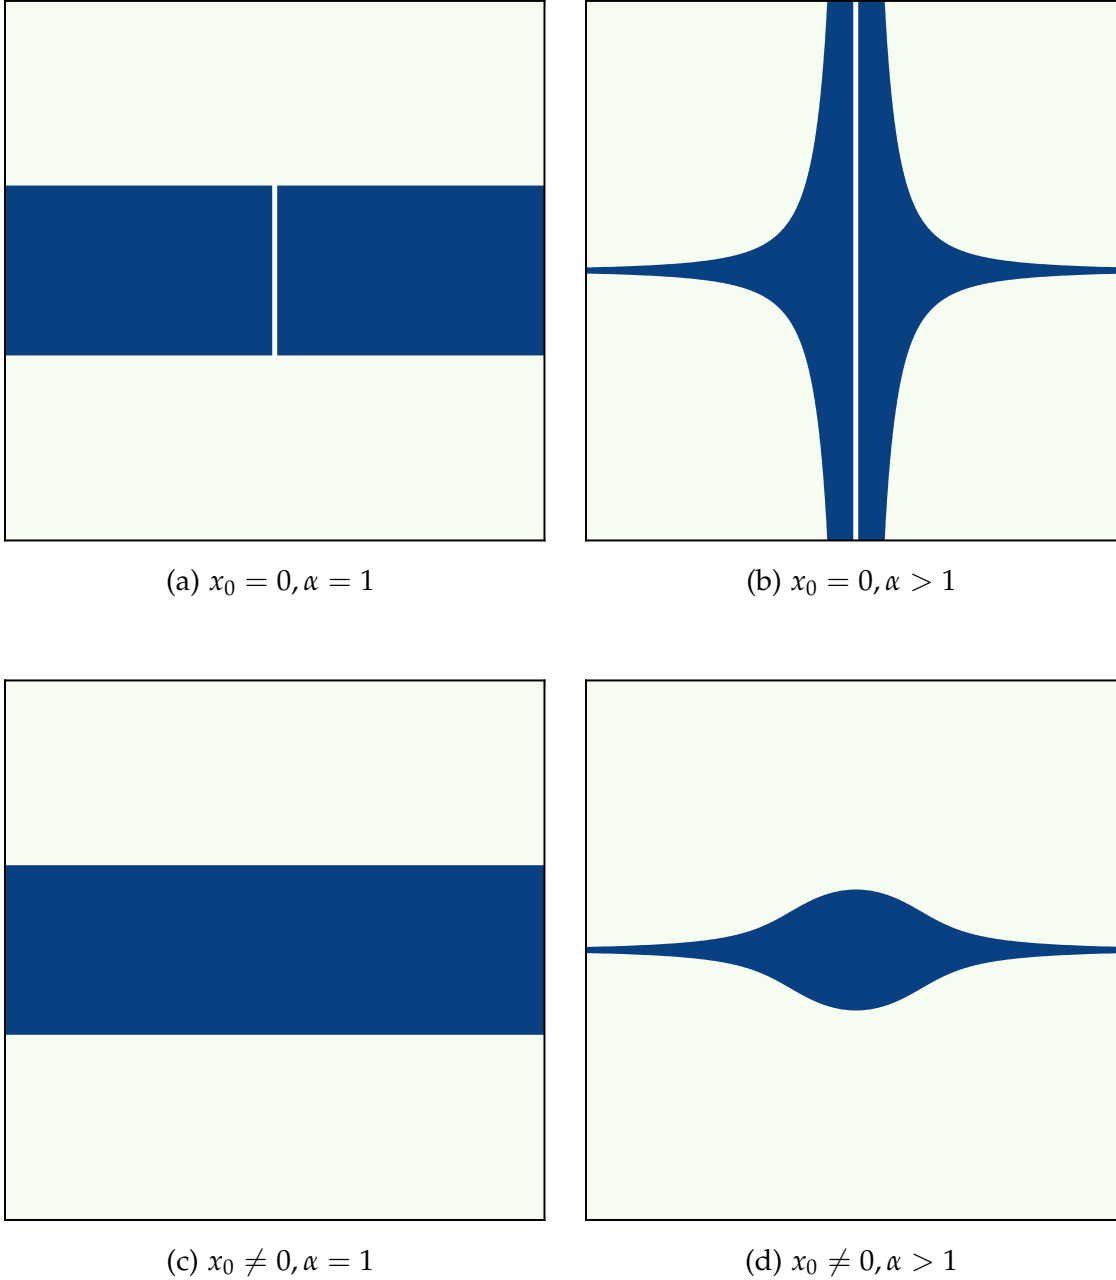 (a) x₀ = 0, α = 1
(b) x₀ = 0, α > 1
(c) x₀ ≠ 0, α = 1
(d) x₀ ≠ 0, α > 1